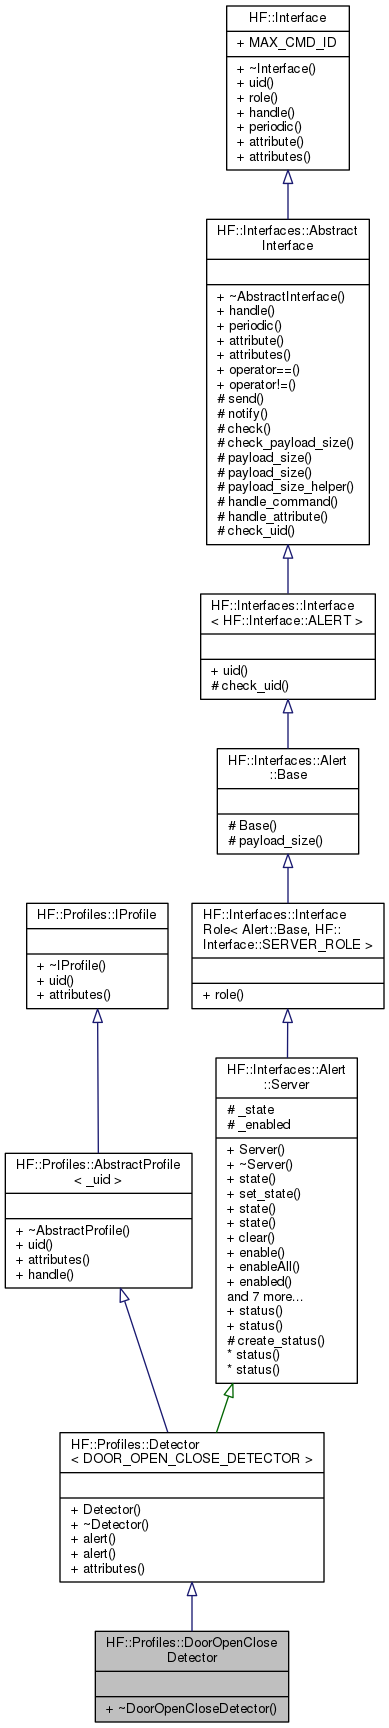 HF::Interface
+ MAX_CMD_ID
+ ~Interface()
+ uid()
+ role()
+ handle()
+ periodic()
+ attribute()
+ attributes()
HF::Interfaces::Abstract
Interface
+ ~AbstractInterface()
+ handle()
+ periodic()
+ attribute()
+ attributes()
+ operator==()
+ operator!=()
# send()
# notify()
# check()
# check_payload_size()
# payload_size()
# payload_size()
# payload_size_helper()
# handle_command()
# handle_attribute()
# check_uid()
HF::Interfaces::Interface
< HF::Interface::ALERT >
+ uid()
# check_uid()
HF::Interfaces::Alert
::Base
# Base()
# payload_size()
HF::Profiles::IProfile
+ ~IProfile()
+ uid()
+ attributes()
HF::Interfaces::Interface
Role< Alert::Base, HF::
Interface::SERVER_ROLE >
+ role()
HF::Interfaces::Alert
::Server
# _state
# _enabled
+ Server()
+ ~Server()
+ state()
+ set_state()
+ state()
+ state()
+ clear()
+ enable()
+ enableAll()
+ enabled()
and 7 more...
+ status()
+ status()
# create_status()
* status()
* status()
HF::Profiles::AbstractProfile
< _uid >
+ ~AbstractProfile()
+ uid()
+ attributes()
+ handle()
HF::Profiles::Detector
< DOOR_OPEN_CLOSE_DETECTOR >
+ Detector()
+ ~Detector()
+ alert()
+ alert()
+ attributes()
HF::Profiles::DoorOpenClose
Detector
+ ~DoorOpenCloseDetector()